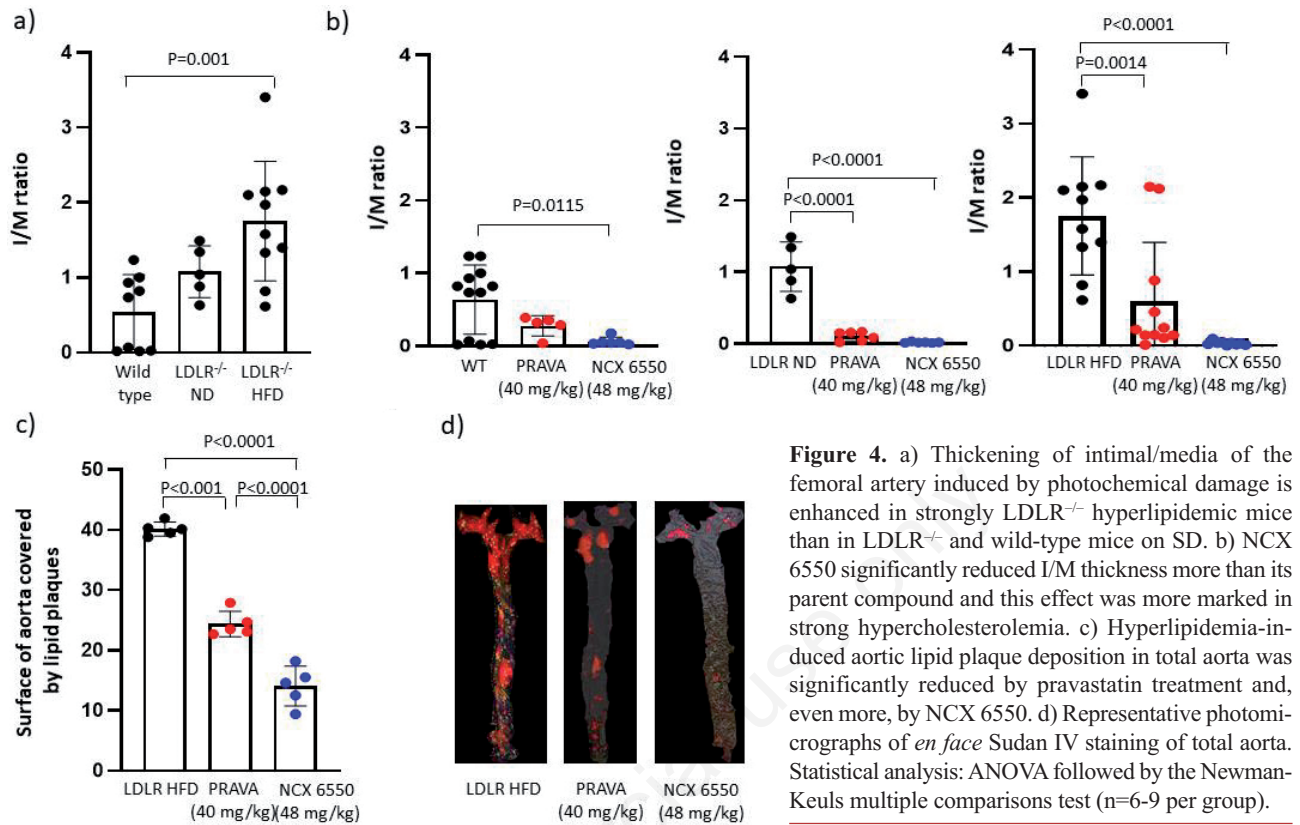 a)
P=0.001
I/M rtatio
4
3
2
1
0
Wild
type
LDLR-/-
ND
LDLR-/-
HFD
b)
P=0.0115
I/M ratio
4
3
2
1
0
WT
PRAVA
(40 mg/kg)
NCX 6550
(48 mg/kg)
P<0.0001
P<0.0001
I/M ratio
4
3
2
1
0
LDLR ND
PRAVA
(40 mg/kg)
NCX 6550
(48 mg/kg)
P<0.0001
P=0.0014
I/M ratio
4
3
2
1
0
LDLR HFD
PRAVA
(40 mg/kg)
NCX 6550
(48 mg/kg)
c)
P<0.0001
P<0.001
P<0.0001
Surface of aorta covered
by lipid plaques
50
40
30
20
10
0
LDLR HFD
PRAVA
(40 mg/kg)
NCX 6550
(48 mg/kg)
d)
LDLR HFD
PRAVA
(40 mg/kg)
NCX 6550
(48 mg/kg)
Figure 4. a) Thickening of intimal/media of the
femoral artery induced by photochemical damage is
enhanced in strongly LDLR–/– hyperlipidemic mice
than in LDLR–/– and wild-type mice on SD. b) NCX
6550 significantly reduced I/M thickness more than its
parent compound and this effect was more marked in
strong hypercholesterolemia. c) Hyperlipidemia-in-
duced aortic lipid plaque deposition in total aorta was
significantly reduced by pravastatin treatment and,
even more, by NCX 6550. d) Representative photomi-
crographs of en face Sudan IV staining of total aorta.
Statistical analysis: ANOVA followed by the Newman-
Keuls multiple comparisons test (n=6-9 per group).
use only